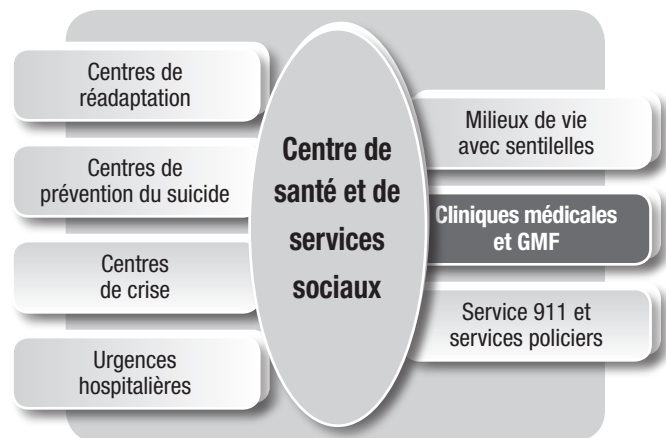 Centres de
réadaptation
Centres de
prévention du suicide
Centres
de crise
Urgences
hospitalières
Centre de
santé et de
services
sociaux
Milieux de vie
avec sentilelles
Cliniques médicales
et GMF
Service 911 et
services policiers